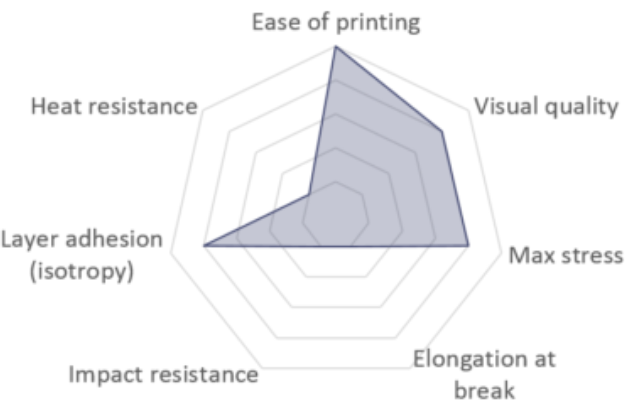 Ease of printing
Heat resistance
Visual quality
Layer adhesion
(isotropy)
Max stress
Impact resistance
Elongation at
break